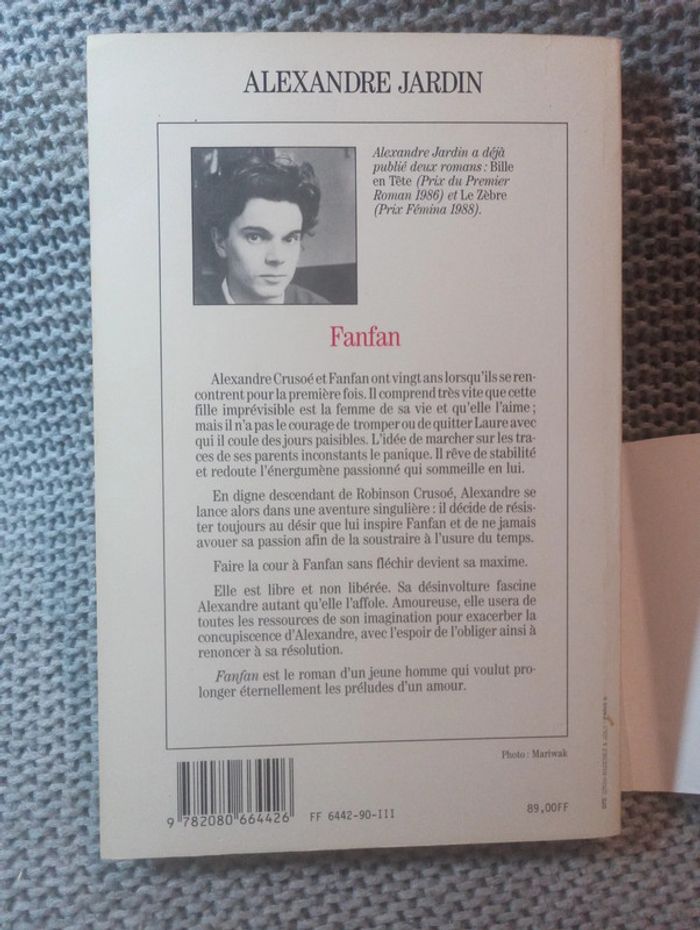 ALEXANDRE JARDIN
Alexandre Jardin a déjà
publié deux romans : Bille
en Tête (Prix du Premier
Roman 1986) et Le Zèbre
(Prix Fémina 1988).
Fanfan
Alexandre Crusoé et Fanfan ont vingt ans lorsqu'ils se ren-
contrent pour la première fois. Il comprend très vite que cette
fille imprévisible est la femme de sa vie et qu'elle l'aime ;
mais il n'a pas le courage de tromper ou de quitter Laure avec
qui il coule des jours paisibles. L'idée de marcher sur les tra-
ces de ses parents inconstants le panique. Il rêve de stabilité
et redoute l'énergumène passionné qui sommeille en lui.
En digne descendant de Robinson Crusoé, Alexandre se
lance alors dans une aventure singulière : il décide de résis-
ter toujours au désir que lui inspire Fanfan et de ne jamais
avouer sa passion afin de la soustraire à l'usure du temps.
Faire la cour à Fanfan sans fléchir devient sa maxime.
Elle est libre et non libérée. Sa désinvolture fascine
Alexandre autant qu'elle l'affole. Amoureuse, elle usera de
toutes les ressources de son imagination pour exacerber la
concupiscence d'Alexandre, avec l'espoir de l'obliger ainsi à
renoncer à sa résolution.
Fanfan est le roman d'un jeune homme qui voulut pro-
longer éternellement les préludes d'un amour.
Photo : Mariwak
9 782080 664426
FF 6442-90-III
89,00FF